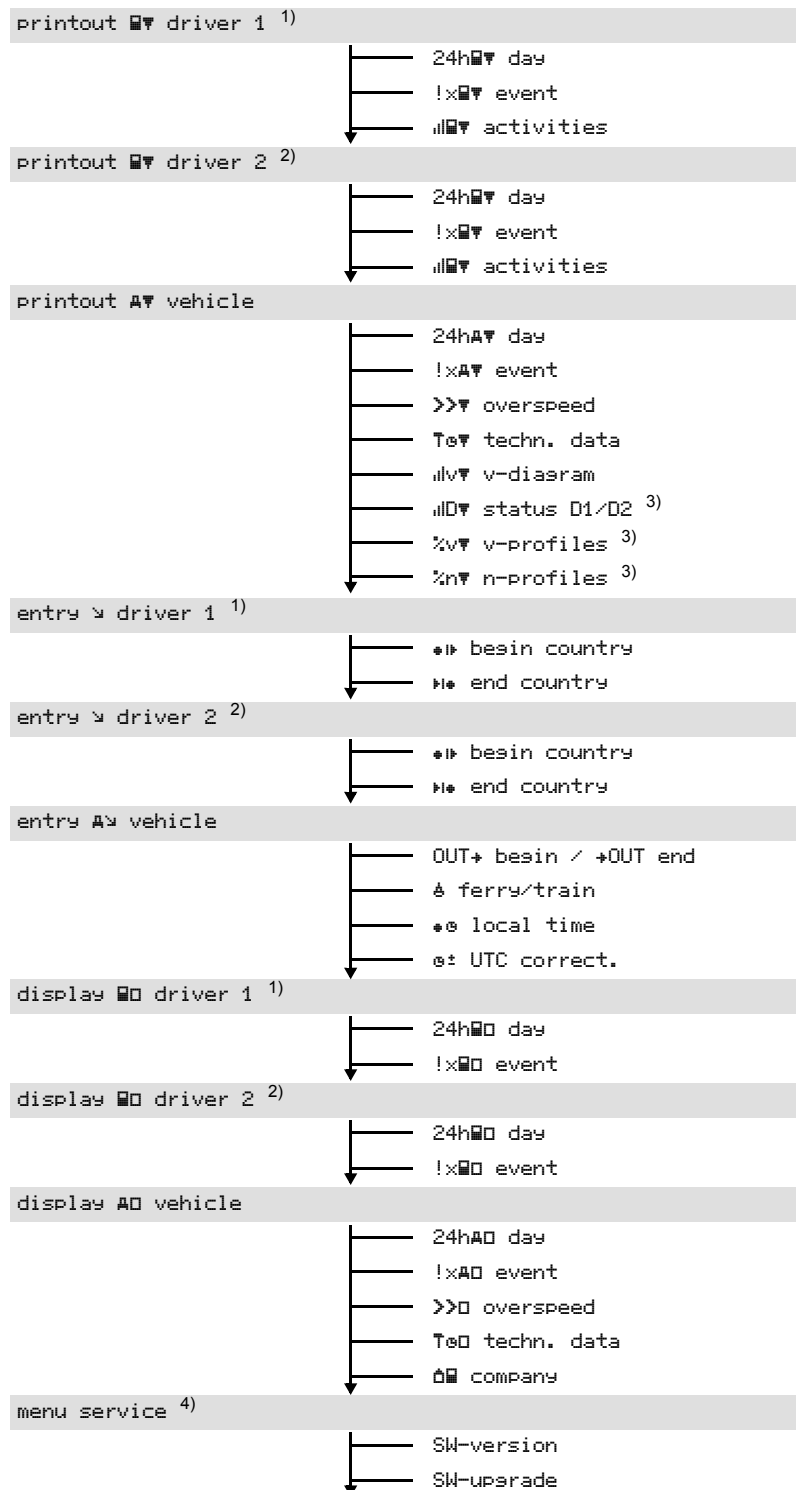 printout driver 1 1)
24h day
!x event
activities
printout driver 2 2)
24h day
!x event
activities
printout vehicle
24h day
!x event
>> overspeed
techn. data
v v-diagram
D status D1/D2 3)
%v v-profiles 3)
%n n-profiles 3)
entry driver 1 1)
begin country
end country
entry driver 2 2)
begin country
end country
entry vehicle
OUT→ begin / →OUT end
ferry/train
local time
± UTC correct.
display driver 1 1)
24h day
!x event
display driver 2 2)
24h day
!x event
display vehicle
24h day
!x event
>> overspeed
techn. data
company
menu service 4)
SW-version
SW-upgrade